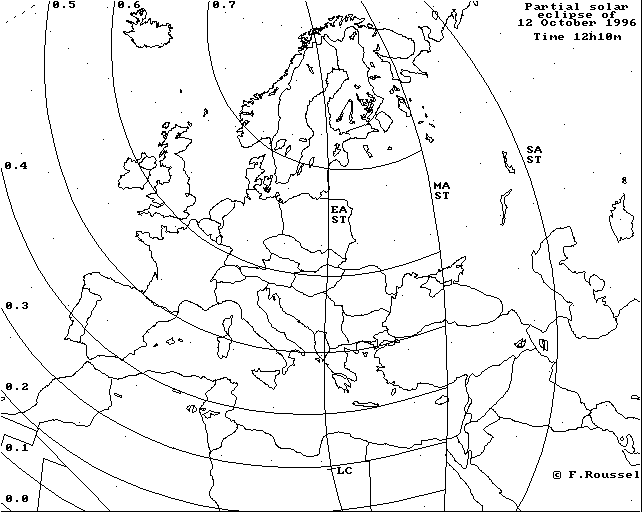 0.5
0.6
0.7
Partial solar
eclipse of
12 October 1996
Time 12h10m
SA
ST
0.4
MA
ST
EA
ST
0.3
0.2
0.1
LC
© F.Roussel
0.0